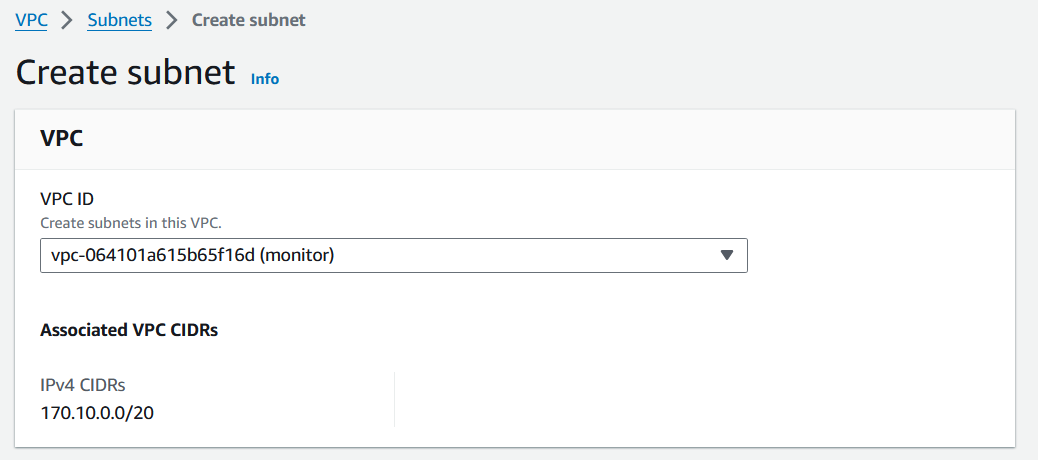 VPC > Subnets > Create subnet
Create subnet Info
VPC
VPC ID
Create subnets in this VPC.
vpc-064101a615b65f16d (monitor)
Associated VPC CIDRs
IPv4 CIDRs
170.10.0.0/20